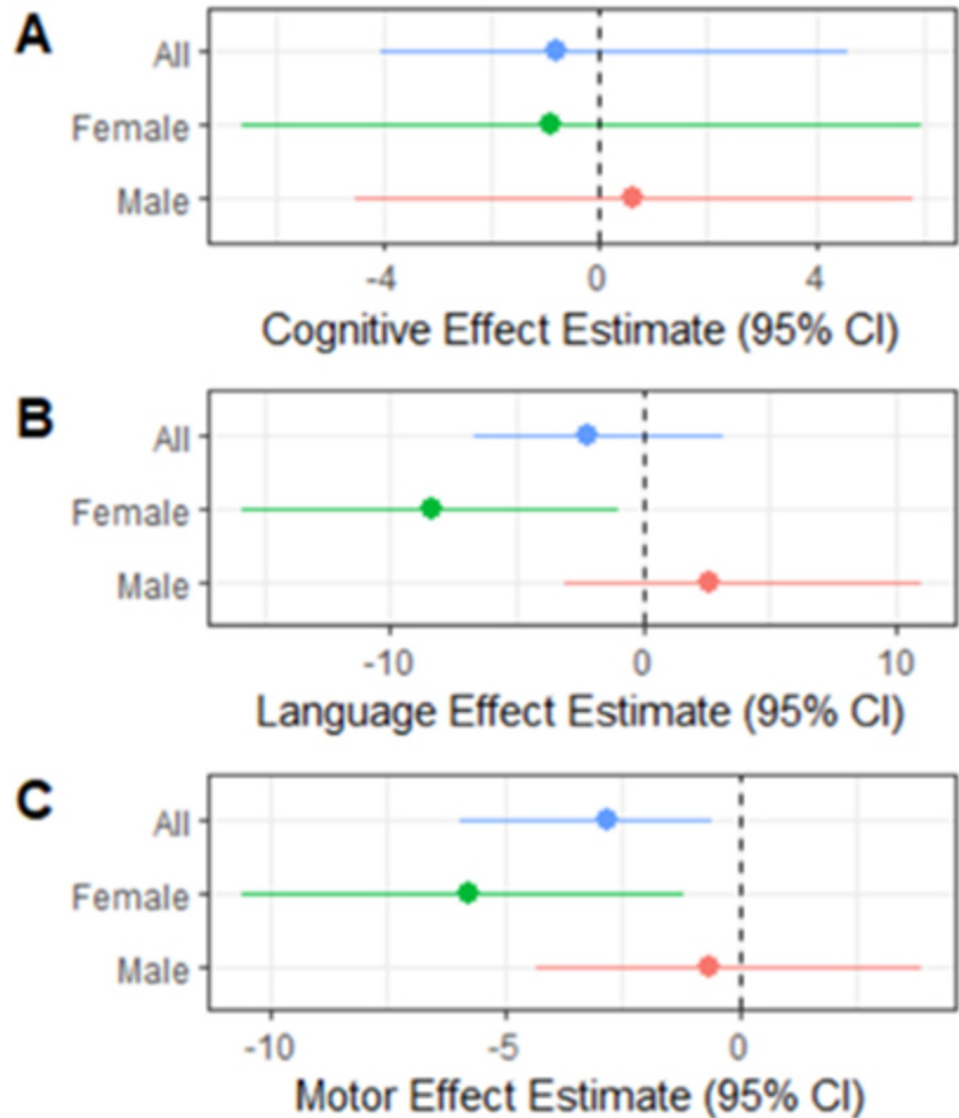 A
All
Female
Male
-4 0 4
Cognitive Effect Estimate (95% CI)
B
All
Female
Male
-10 0 10
Language Effect Estimate (95% CI)
C
All
Female
Male
-10 -5 0
Motor Effect Estimate (95% CI)